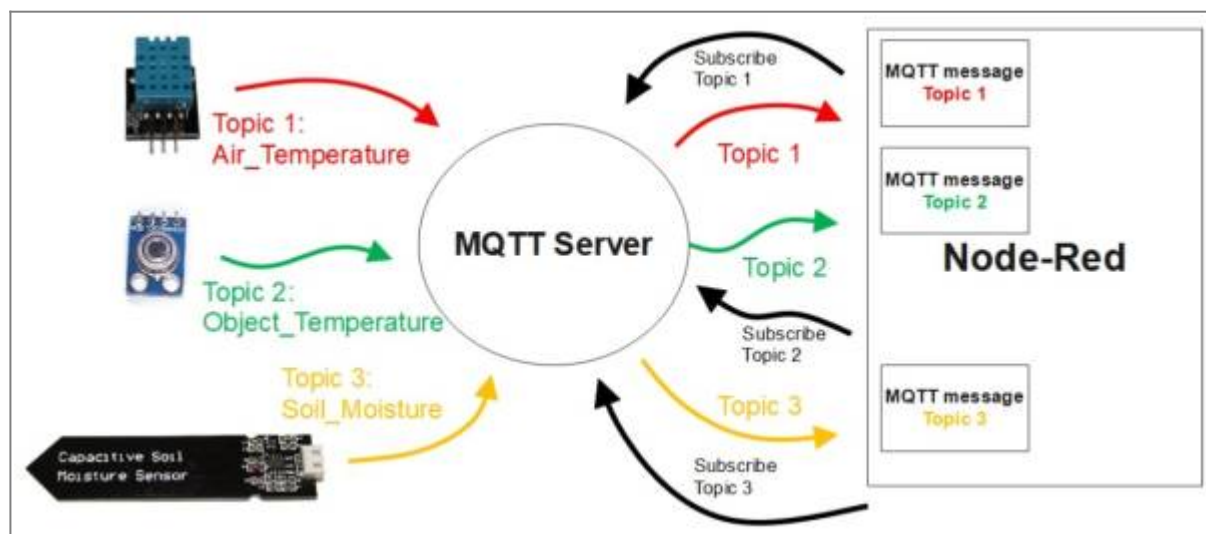 Topic 1:
Air_Temperature
Topic 2:
Object_Temperature
Topic 3:
Soil_Moisture
Capacitive Soil
Moisture Sensor
MQTT Server
Subscribe
Topic 1
Topic 1
Topic 2
Subscribe
Topic 2
Topic 3
Subscribe
Topic 3
MQTT message
Topic 1
MQTT message
Topic 2
Node-Red
MQTT message
Topic 3